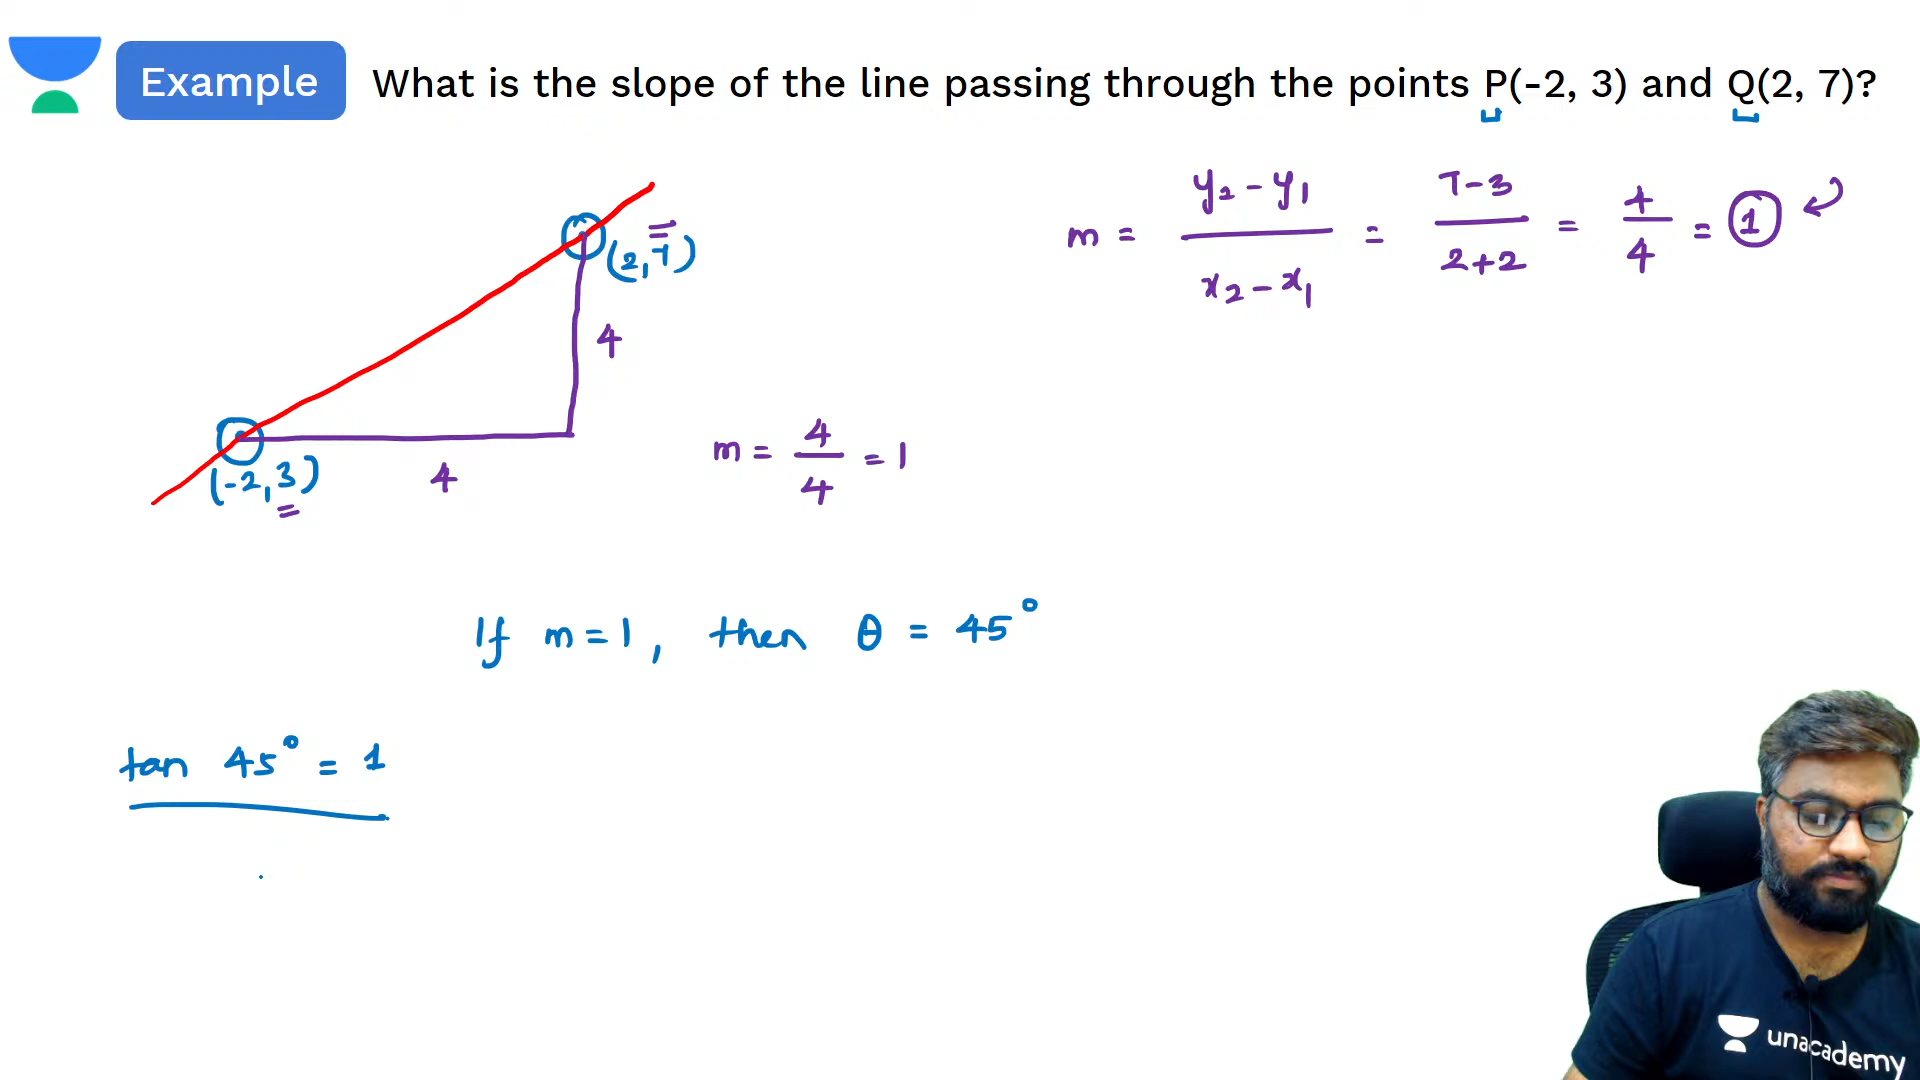 Example What is the slope of the line passing through the points P(-2, 3) and Q(2, 7)?
m = y₂ - y₁ / x₂ - x₁ = 7-3 / 2+2 = 4/4 = 1
(2, 7)
4
(-2, 3)
4
m = 4/4 = 1
If m = 1, then θ = 45°
tan 45° = 1
unacademy